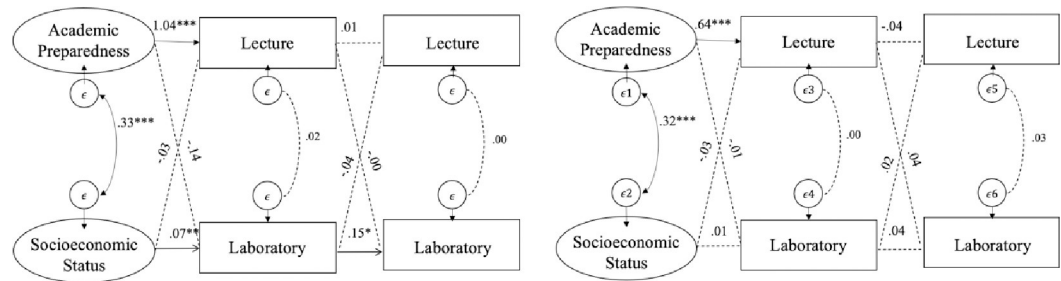 Academic
Preparedness
1.04***
Lecture
.01
Lecture
ϵ
ϵ
ϵ
.33***
-.03
-.14
.02
-.04
-.00
.00
ϵ
ϵ
ϵ
Socioeconomic
Status
.07**
Laboratory
.15*
Laboratory
Academic
Preparedness
.64***
Lecture
-.04
Lecture
ϵ1
ϵ3
ϵ5
.32***
-.03
-.01
.00
.02
.04
.03
ϵ2
ϵ4
ϵ6
Socioeconomic
Status
.01
Laboratory
.04
Laboratory